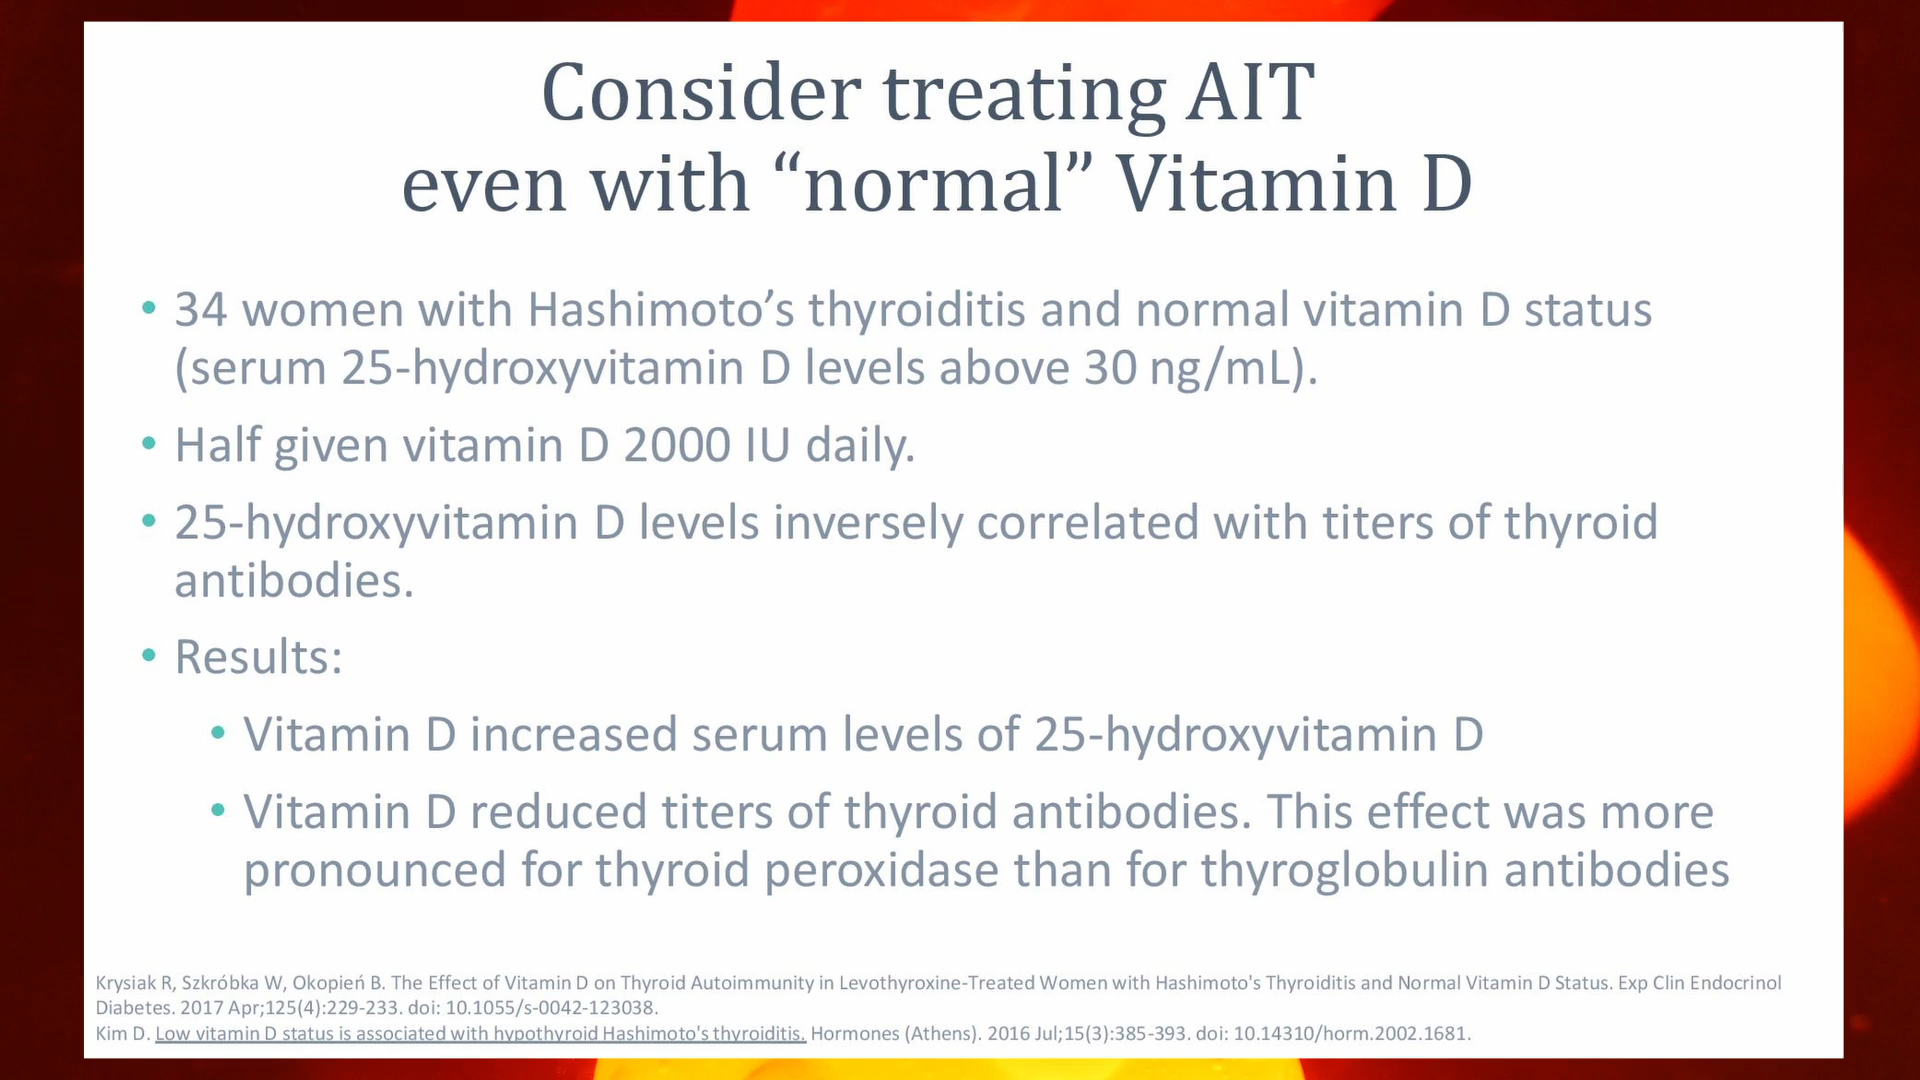 Consider treating AIT
even with “normal” Vitamin D
• 34 women with Hashimoto’s thyroiditis and normal vitamin D status
(serum 25-hydroxyvitamin D levels above 30 ng/mL).
• Half given vitamin D 2000 IU daily.
• 25-hydroxyvitamin D levels inversely correlated with titers of thyroid
antibodies.
• Results:
• Vitamin D increased serum levels of 25-hydroxyvitamin D
• Vitamin D reduced titers of thyroid antibodies. This effect was more
pronounced for thyroid peroxidase than for thyroglobulin antibodies
Krysiak R, Szkróbka W, Okopień B. The Effect of Vitamin D on Thyroid Autoimmunity in Levothyroxine-Treated Women with Hashimoto's Thyroiditis and Normal Vitamin D Status. Exp Clin Endocrinol
Diabetes. 2017 Apr;125(4):229-233. doi: 10.1055/s-0042-123038.
Kim D. Low vitamin D status is associated with hypothyroid Hashimoto's thyroiditis. Hormones (Athens). 2016 Jul;15(3):385-393. doi: 10.14310/horm.2002.1681.